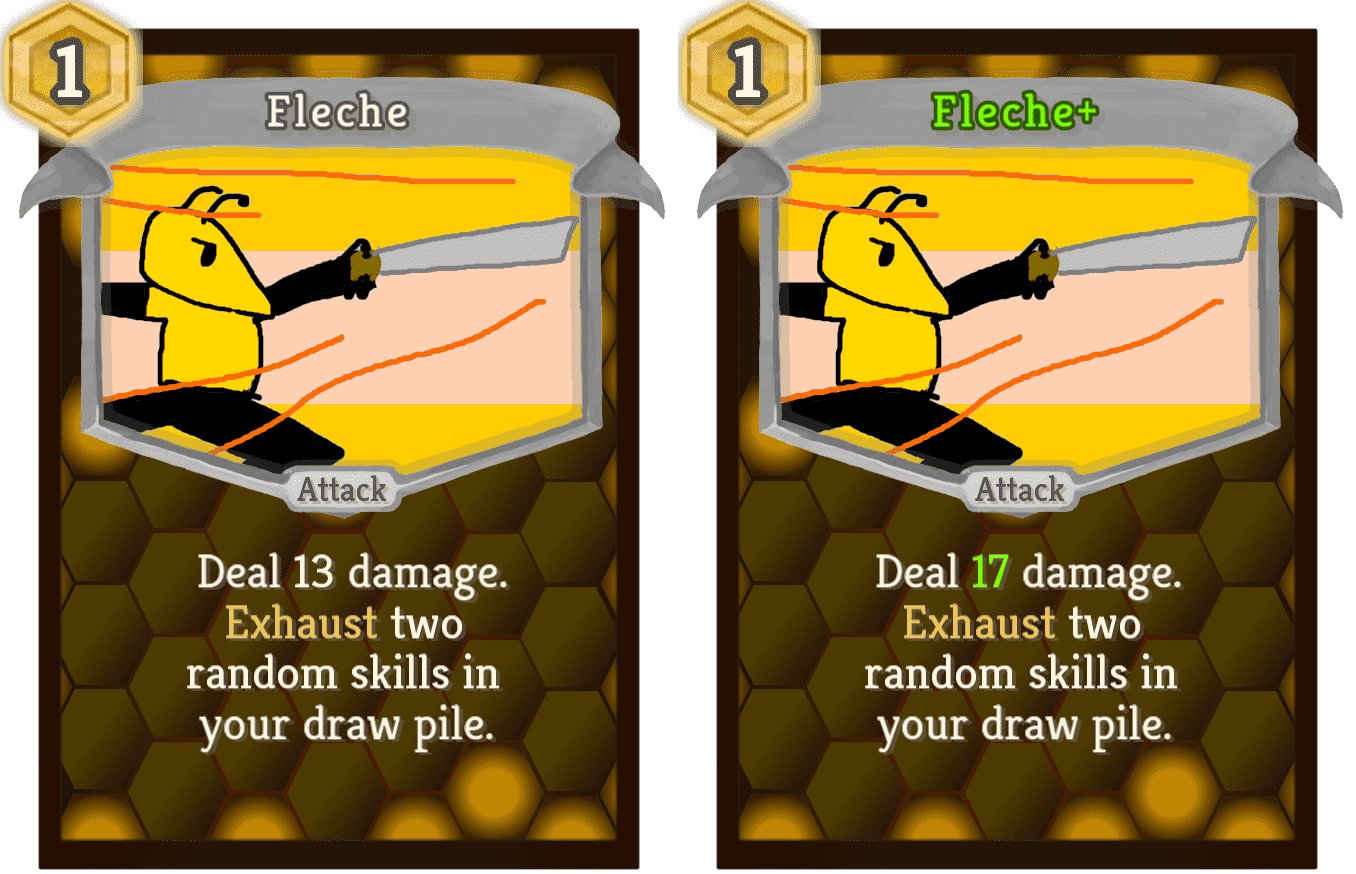 1
Fleche
Attack
Deal 13 damage.
Exhaust two
random skills in
your draw pile.
1
Fleche+
Attack
Deal 17 damage.
Exhaust two
random skills in
your draw pile.